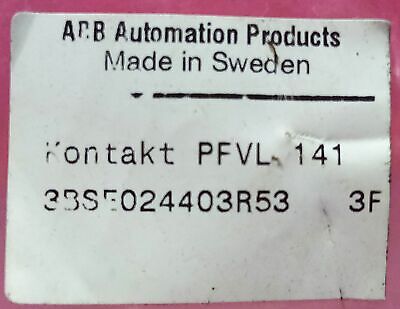 ABB Automation Products
Made in Sweden
Kontakt PFVL 141
3BSE024403R53 3F